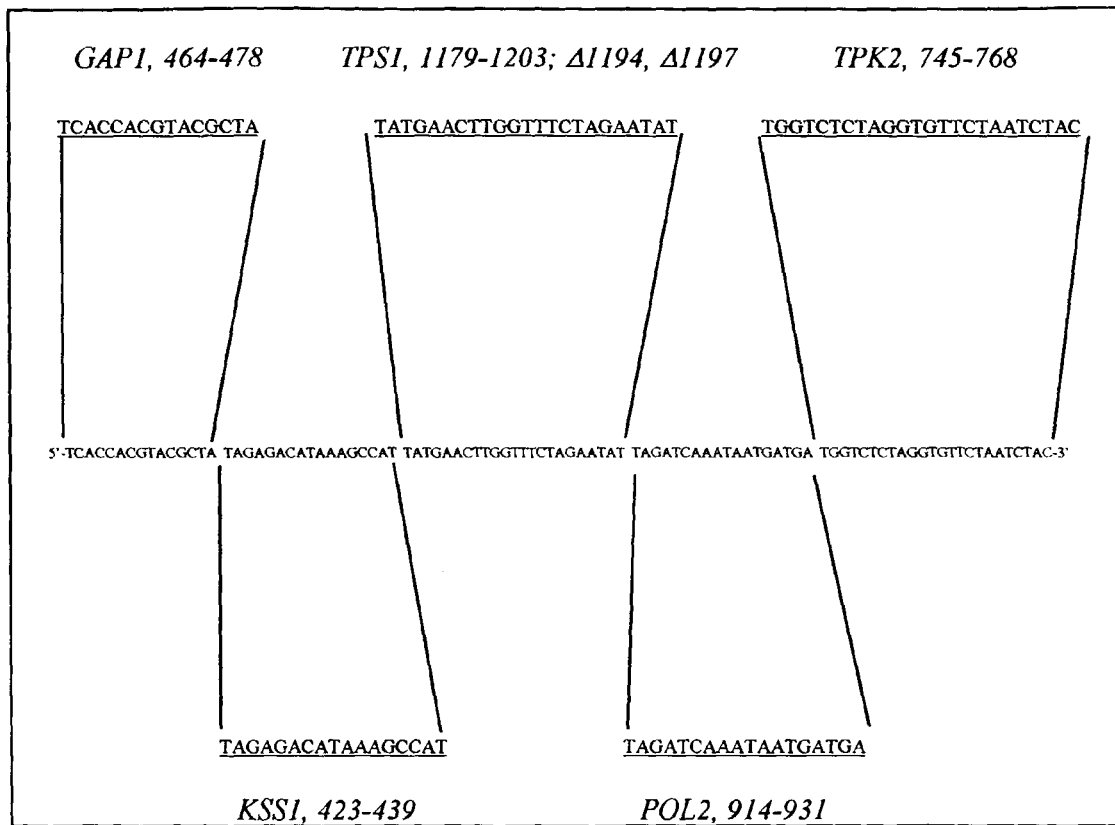 GAP1, 464-478 TPS1, 1179-1203; Δ1194, Δ1197 TPK2, 745-768
TCACCACGTACGCTA TATGAACTTGGTTTCTAGAATAT TGGTCTCTAGGTGTTCTAATCTAC
5'-TCACCACGTACGCTA TAGAGACATAAAGCCAT TATGAACTTGGTTTCTAGAATAT TAGATCAAATAATGATGA TGGTCTCTAGGTGTTCTAATCTAC-3'
TAGAGACATAAAGCCAT TAGATCAAATAATGATGA
KSS1, 423-439 POL2, 914-931